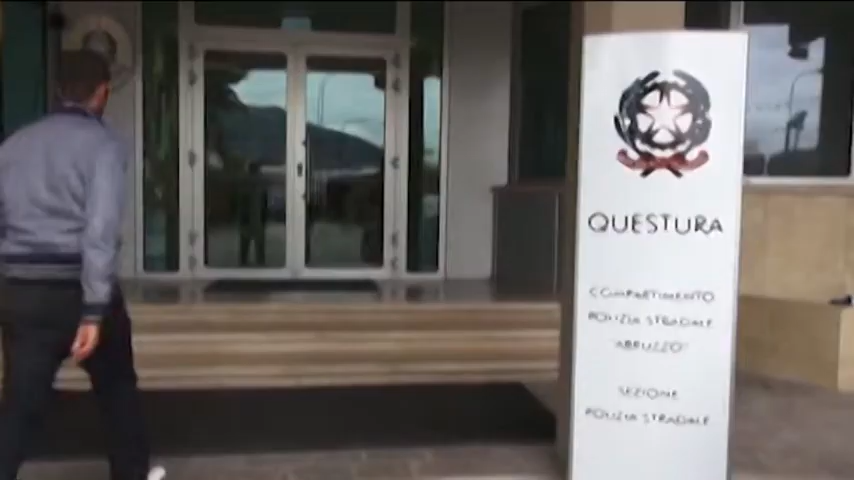 QUESTURA
COMPARTIMENTO
POLIZIA STRADALE
"ABRUZZO"
SEZIONE
POLIZIA STRADALE